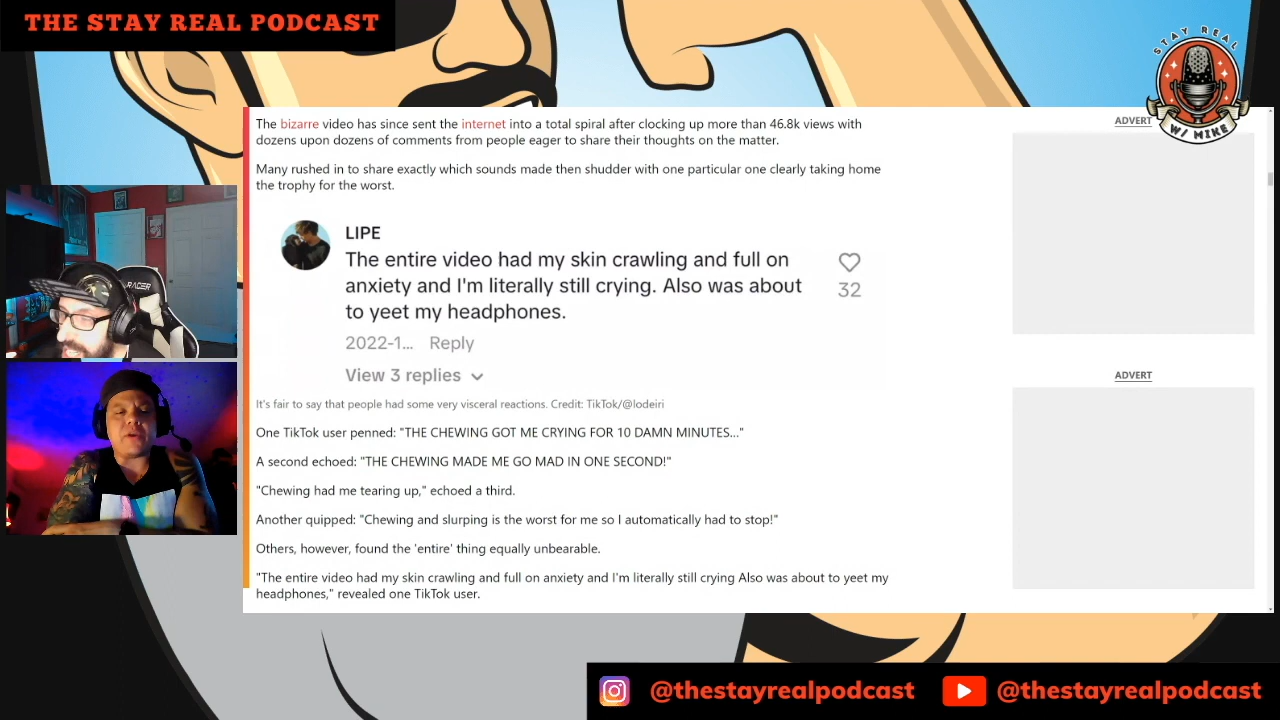 THE STAY REAL PODCAST
STAY REAL
W/ MIKE
The bizarre video has since sent the internet into a total spiral after clocking up more than 46.8k views with
dozens upon dozens of comments from people eager to share their thoughts on the matter.
ADVERT
Many rushed in to share exactly which sounds made then shudder with one particular one clearly taking home
the trophy for the worst.
LIPE
The entire video had my skin crawling and full on
anxiety and I'm literally still crying. Also was about
to yeet my headphones.
32
2022-1... Reply
View 3 replies
RACER
ADVERT
It's fair to say that people had some very visceral reactions. Credit: TikTok/@lodeiri
One TikTok user penned: "THE CHEWING GOT ME CRYING FOR 10 DAMN MINUTES..."
A second echoed: "THE CHEWING MADE ME GO MAD IN ONE SECOND!"
"Chewing had me tearing up," echoed a third.
Another quipped: "Chewing and slurping is the worst for me so I automatically had to stop!"
Others, however, found the 'entire' thing equally unbearable.
"The entire video had my skin crawling and full on anxiety and I'm literally still crying Also was about to yeet my
headphones," revealed one TikTok user.
@thestayrealpodcast
@thestayrealpodcast